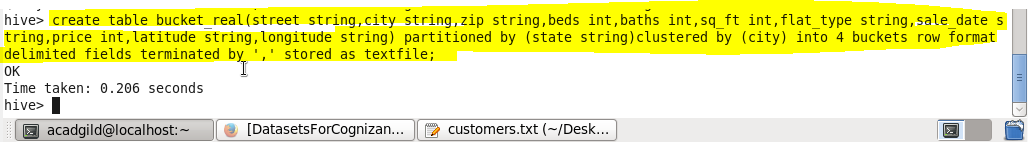 hive> create table bucket_real(street string,city string,zip string,beds int,baths int,sq_ft int,flat_type string,sale_date s
tring,price int,latitude string,longitude string) partitioned by (state string)clustered by (city) into 4 buckets row format
delimited fields terminated by ',' stored as textfile;
OK
Time taken: 0.206 seconds
hive>
acadgild@localhost:~ [DatasetsForCognizan... customers.txt (~/Desk...